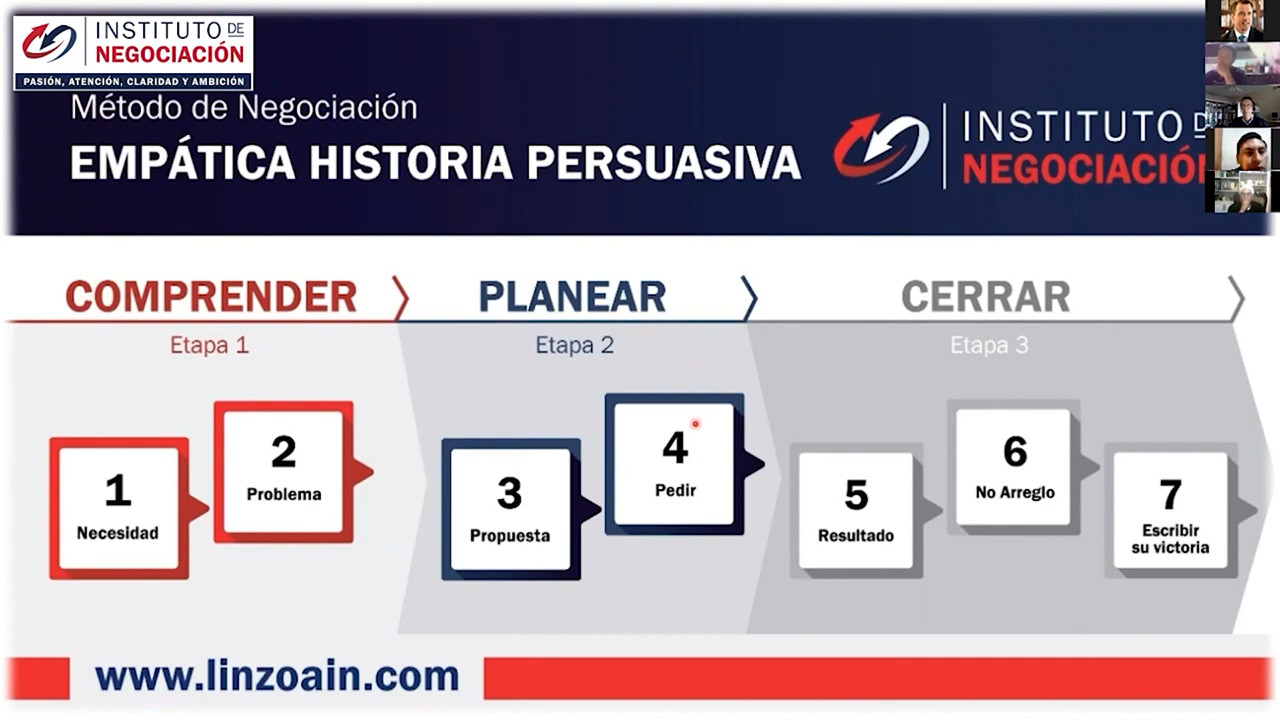 INSTITUTO DE
NEGOCIACIÓN
PASIÓN, ATENCIÓN, CLARIDAD Y AMBICIÓN
Método de Negociación
EMPÁTICA HISTORIA PERSUASIVA
INSTITUTO D
NEGOCIACIÓ
COMPRENDER
PLANEAR
CERRAR
Etapa 1
Etapa 2
Etapa 3
1
Necesidad
2
Problema
3
Propuesta
4
Pedir
5
Resultado
6
No Arreglo
7
Escribir
su victoria
www.linzoain.com